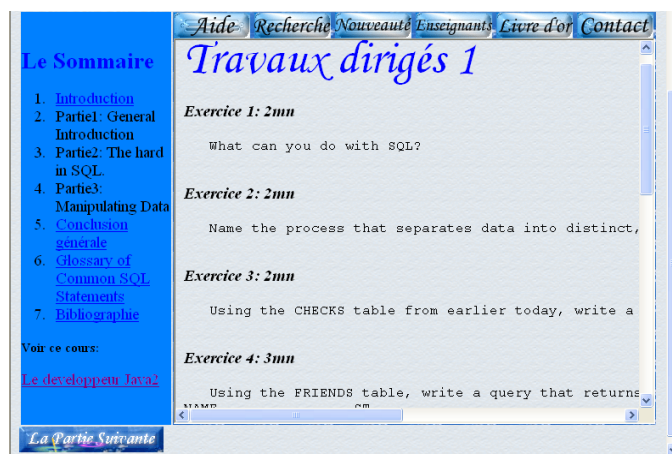 Aide Recherche Nouveauté Enseignants Livre d'or Contact
Le Sommaire
1. Introduction
2. Partie1: General
Introduction
3. Partie2: The hard
in SQL.
4. Partie3:
Manipulating Data
5. Conclusion
générale
6. Glossary of
Common SQL
Statements
7. Bibliographie
Voir ce cours:
Le developpeur Java2
La Partie Suivante
Travaux dirigés 1
Exercice 1: 2mn
What can you do with SQL?
Exercice 2: 2mn
Name the process that separates data into distinct,
Exercice 3: 2mn
Using the CHECKS table from earlier today, write a
Exercice 4: 3mn
Using the FRIENDS table, write a query that returns
NAME ST